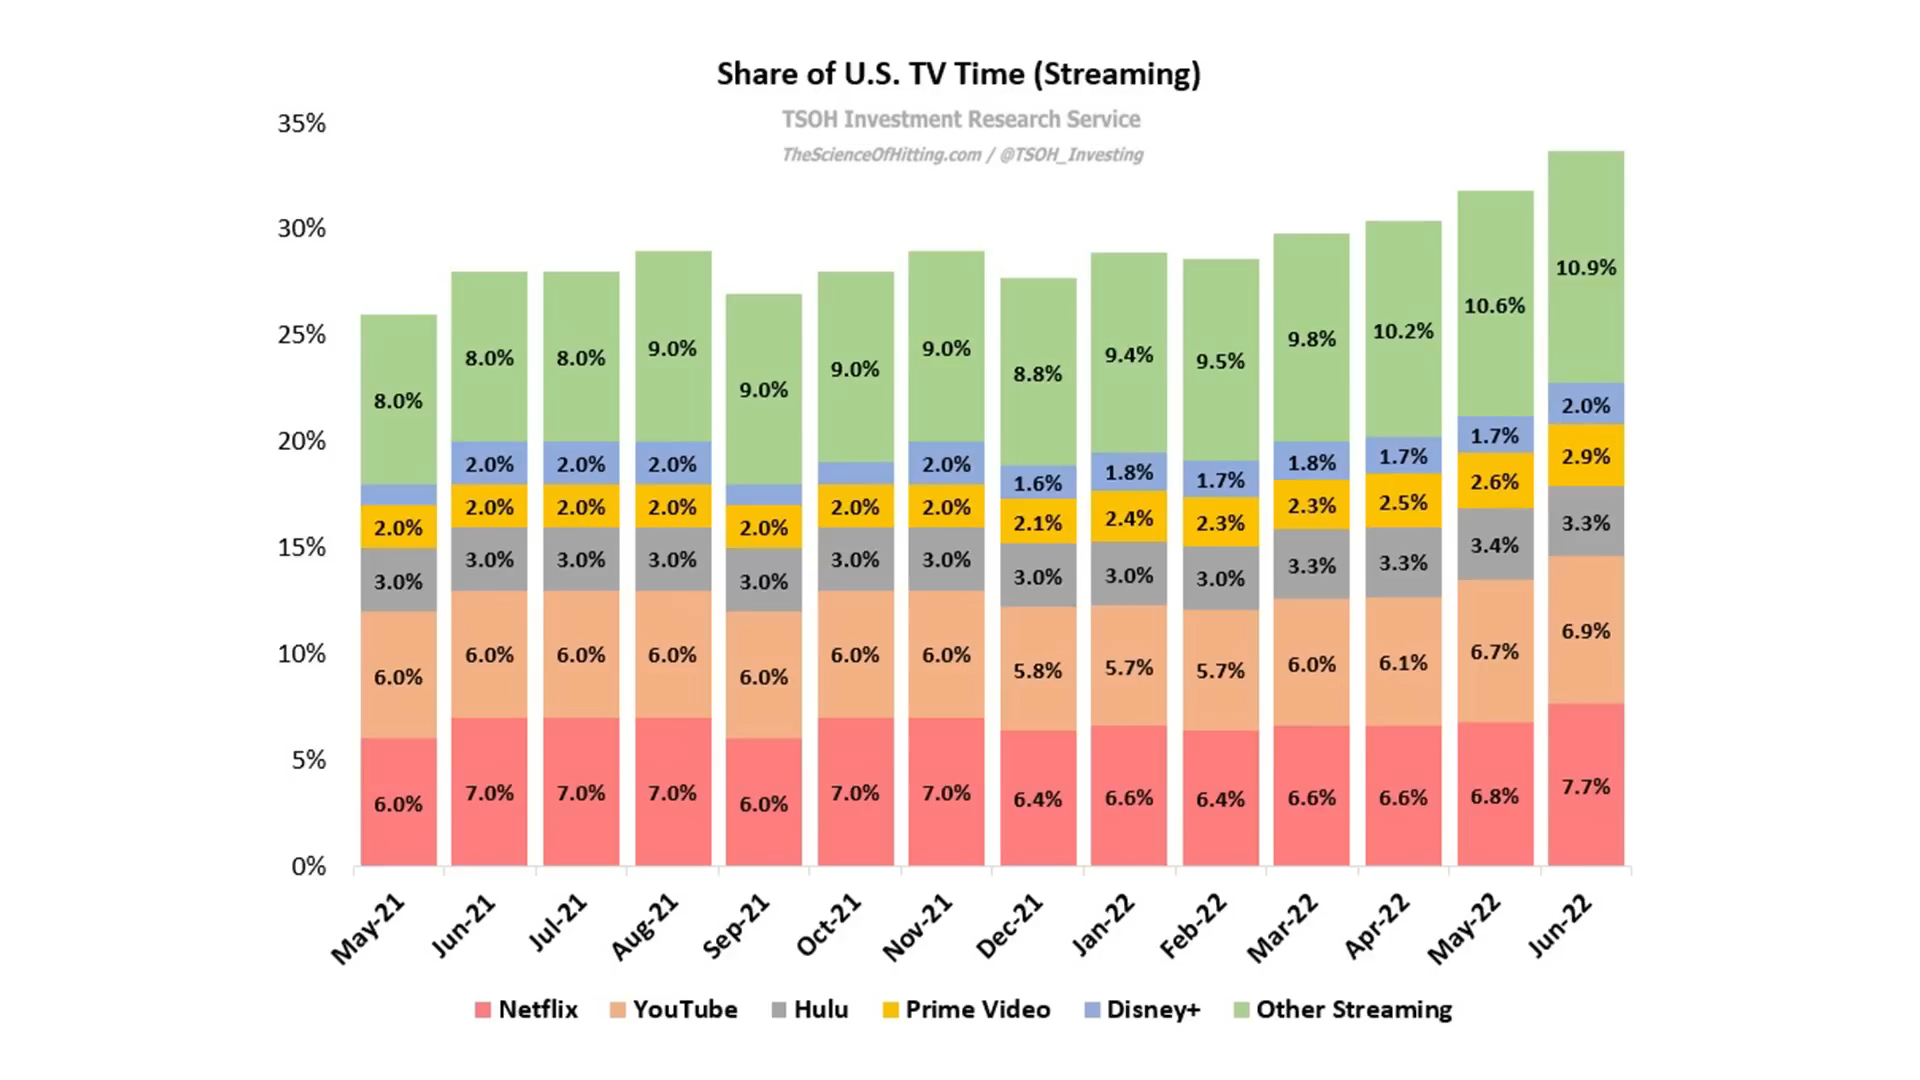 Share of U.S. TV Time (Streaming)
TSOH Investment Research Service
TheScienceOfHitting.com / @TSOH_Investing
35%
30%
25%
20%
15%
10%
5%
0%
8.0% 8.0% 8.0% 9.0% 9.0% 9.0% 9.0% 8.8% 9.4% 9.5% 9.8% 10.2% 10.6% 10.9%
2.0% 2.0% 2.0% 2.0% 1.6% 1.8% 1.7% 1.8% 1.7% 1.7% 2.0%
2.0% 2.0% 2.0% 2.0% 2.0% 2.0% 2.0% 2.1% 2.4% 2.3% 2.3% 2.5% 2.6% 2.9%
3.0% 3.0% 3.0% 3.0% 3.0% 3.0% 3.0% 3.0% 3.0% 3.0% 3.3% 3.3% 3.4% 3.3%
6.0% 6.0% 6.0% 6.0% 6.0% 6.0% 6.0% 5.8% 5.7% 5.7% 6.0% 6.1% 6.7% 6.9%
6.0% 7.0% 7.0% 7.0% 6.0% 7.0% 7.0% 6.4% 6.6% 6.4% 6.6% 6.6% 6.8% 7.7%
May-21 Jun-21 Jul-21 Aug-21 Sep-21 Oct-21 Nov-21 Dec-21 Jan-22 Feb-22 Mar-22 Apr-22 May-22 Jun-22
Netflix YouTube Hulu Prime Video Disney+ Other Streaming